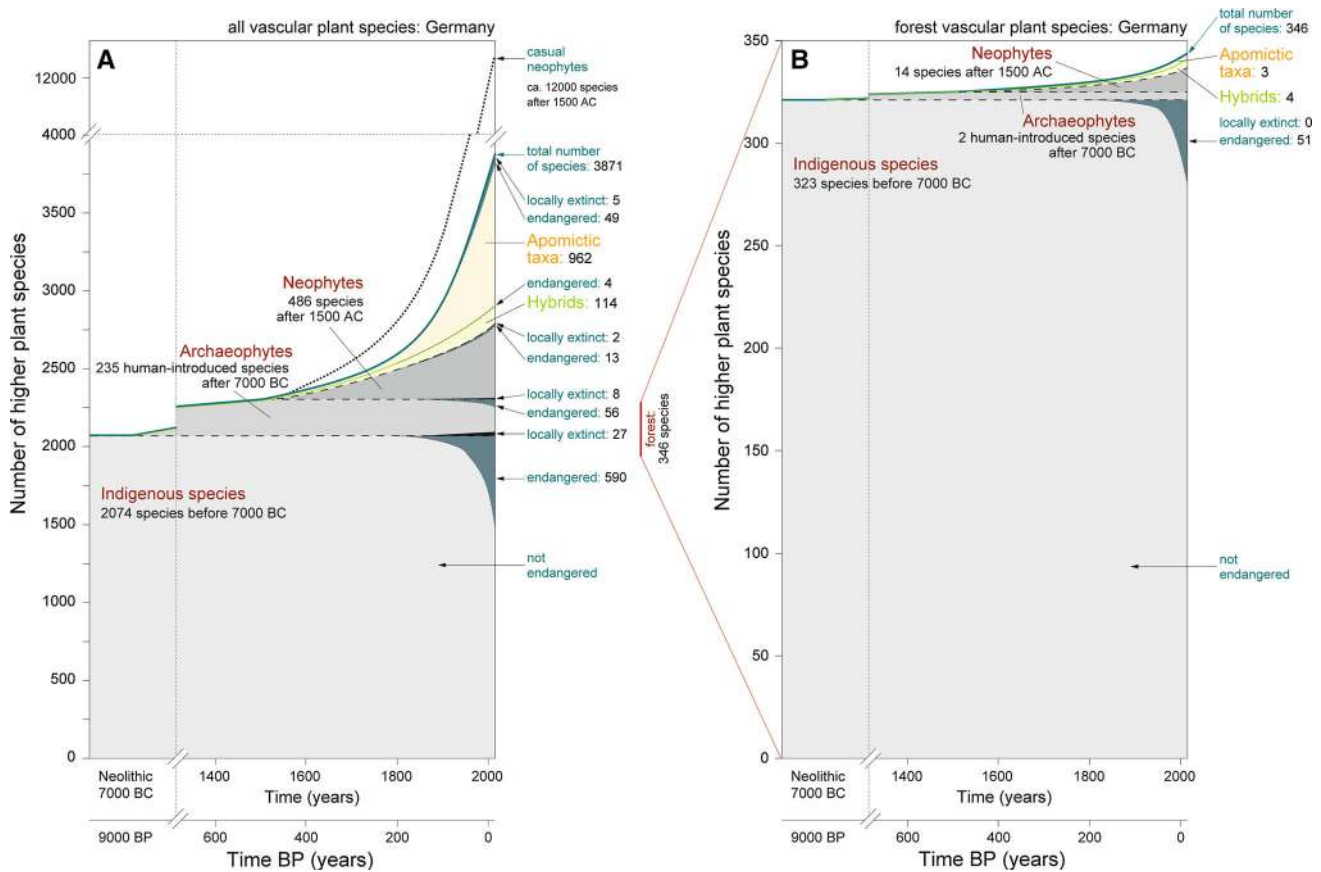 all vascular plant species: Germany
A
Number of higher plant species
12000
4000
3500
3000
2500
2000
1500
1000
500
0
casual
neophytes
ca. 12000 species
after 1500 AC
total number
of species: 3871
locally extinct: 5
endangered: 49
Apomictic
taxa: 962
endangered: 4
Hybrids: 114
locally extinct: 2
endangered: 13
locally extinct: 8
endangered: 56
locally extinct: 27
endangered: 590
not
endangered
Neophytes
486 species
after 1500 AC
Archaeophytes
235 human-introduced species
after 7000 BC
Indigenous species
2074 species before 7000 BC
Neolithic
7000 BC
1400
1600
1800
2000
Time (years)
9000 BP
600
400
200
0
Time BP (years)
forest:
346 species
forest vascular plant species: Germany
B
Number of higher plant species
350
300
250
200
150
100
50
0
total number
of species: 346
Apomictic
taxa: 3
Hybrids: 4
locally extinct: 0
endangered: 51
not
endangered
Neophytes
14 species after 1500 AC
Archaeophytes
2 human-introduced species
after 7000 BC
Indigenous species
323 species before 7000 BC
Neolithic
7000 BC
1400
1600
1800
2000
Time (years)
9000 BP
600
400
200
0
Time BP (years)